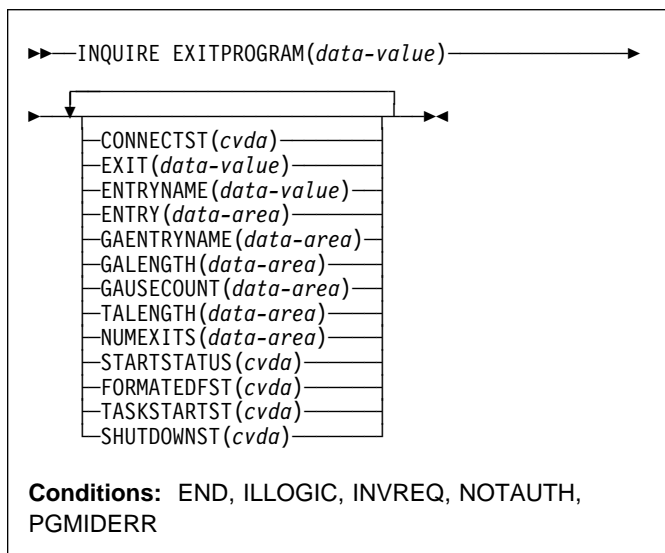 INQUIRE EXITPROGRAM(data-value)
CONNECTST(cvda)
EXIT(data-value)
ENTRYNAME(data-value)
ENTRY(data-area)
GAENTRYNAME(data-area)
GALENGTH(data-area)
GAUSECOUNT(data-area)
TALENGTH(data-area)
NUMEXITS(data-area)
STARTSTATUS(cvda)
FORMATEDFST(cvda)
TASKSTARTST(cvda)
SHUTDOWNST(cvda)
Conditions: END, ILLOGIC, INVREQ, NOTAUTH,
PGMIDERR